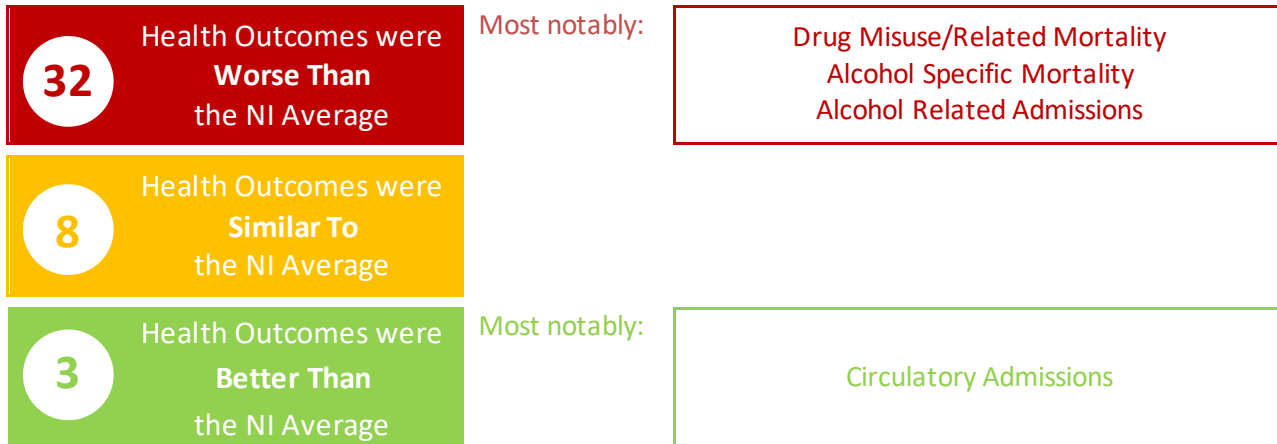 32
Health Outcomes were
Worse Than
the NI Average
Most notably:
Drug Misuse/Related Mortality
Alcohol Specific Mortality
Alcohol Related Admissions
8
Health Outcomes were
Similar To
the NI Average
3
Health Outcomes were
Better Than
the NI Average
Most notably:
Circulatory Admissions